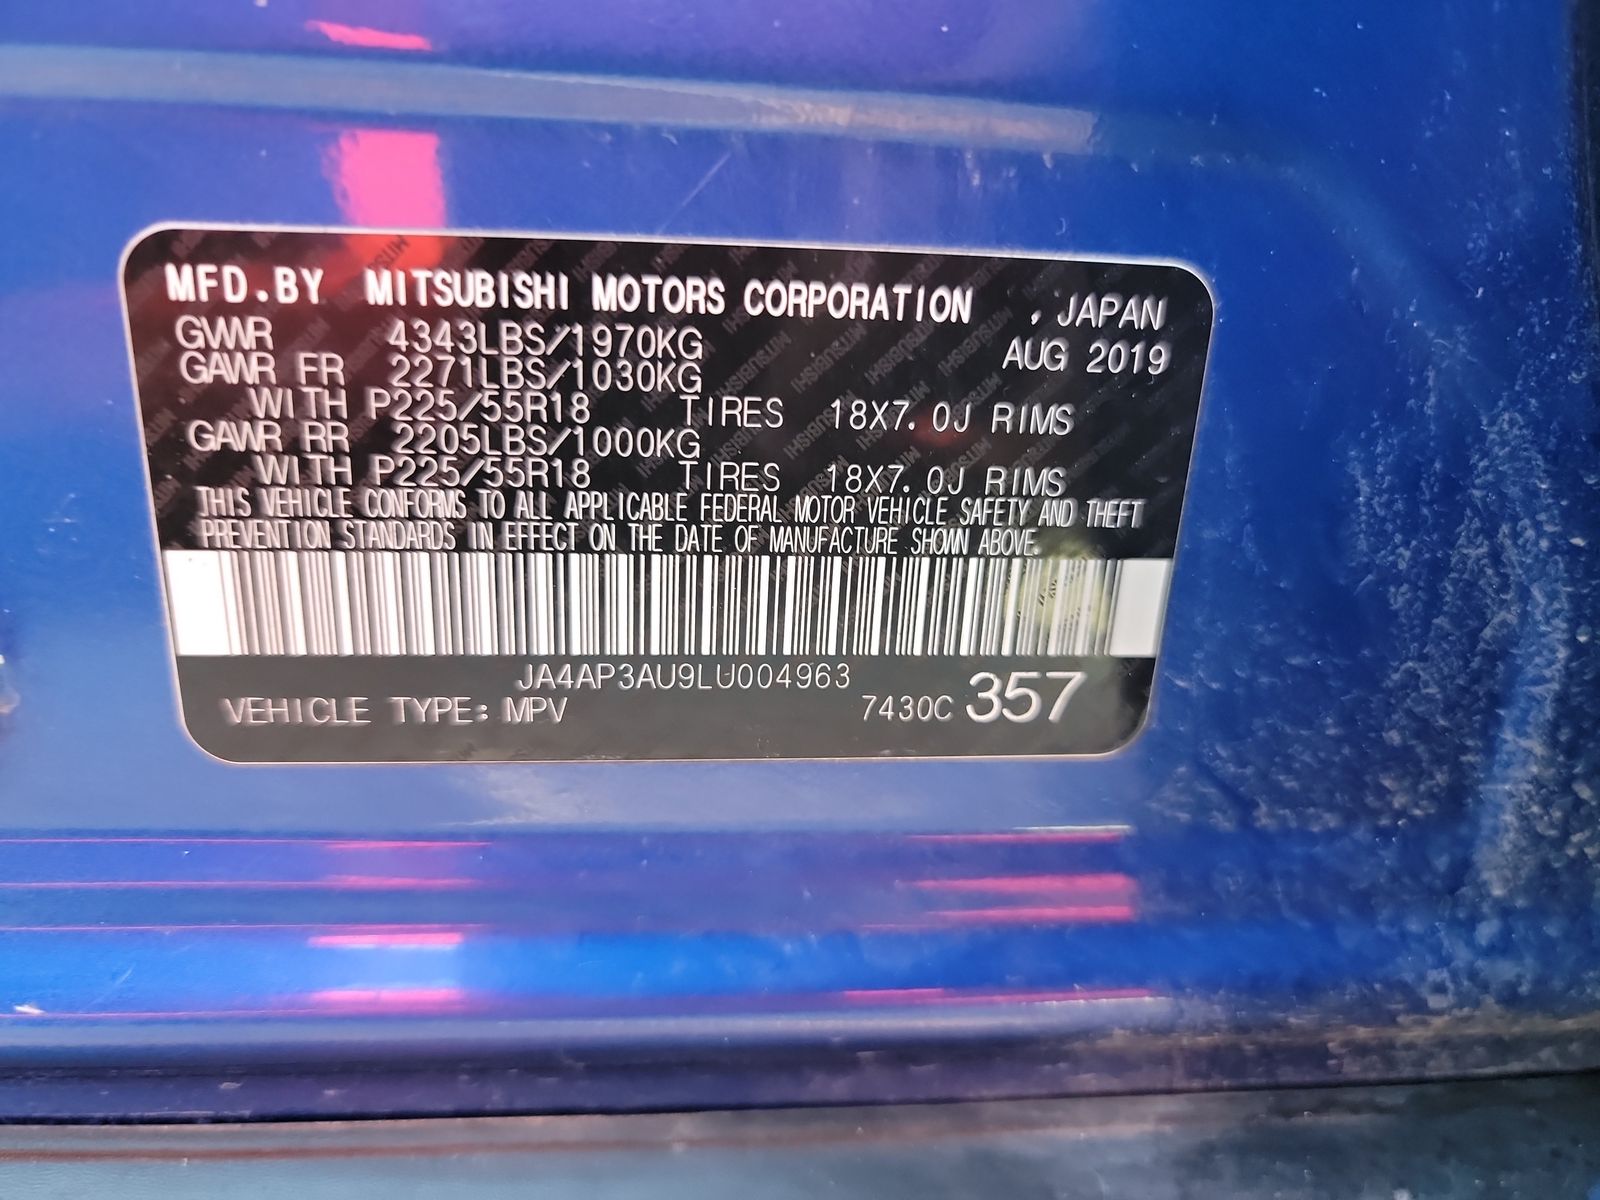 MFD.BY MITSUBISHI MOTORS CORPORATION , JAPAN
GVWR 4343LBS/1970KG AUG 2019
GAWR FR 2271LBS/1030KG
WITH P225/55R18 TIRES 18X7.0J RIMS
GAWR RR 2205LBS/1000KG
WITH P225/55R18 TIRES 18X7.0J RIMS
THIS VEHICLE CONFORMS TO ALL APPLICABLE FEDERAL MOTOR VEHICLE SAFETY AND THEFT
PREVENTION STANDARDS IN EFFECT ON THE DATE OF MANUFACTURE SHOWN ABOVE.
JA4AP3AU9LU004963
VEHICLE TYPE: MPV 7430C 357